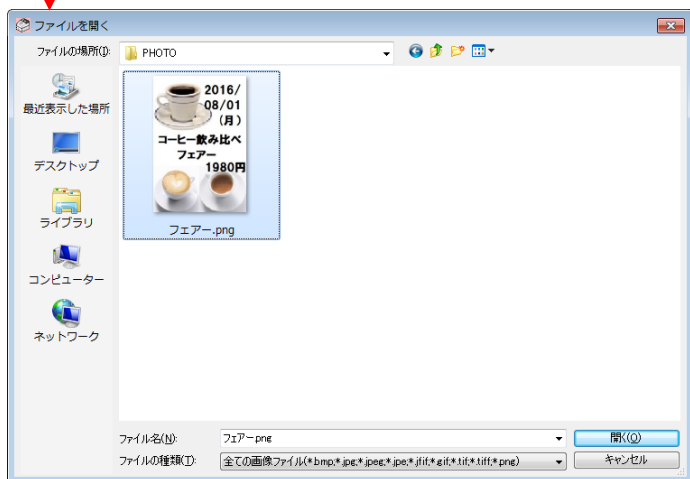 ファイルを開く
ファイルの場所(I):
PHOTO
最近表示した場所
デスクトップ
ライブラリ
コンピューター
ネットワーク
2016/
08/01
(月)
コーヒー飲み比べ
フェアー
1980円
フェアー.png
ファイル名(N):
フェアーpng
開く(O)
ファイルの種類(T):
全ての画像ファイル(*bmp;*.jpg;*.jpeg;*.jpe;*.jfif;*.gif;*.tif;*.tiff;*png)
キャンセル